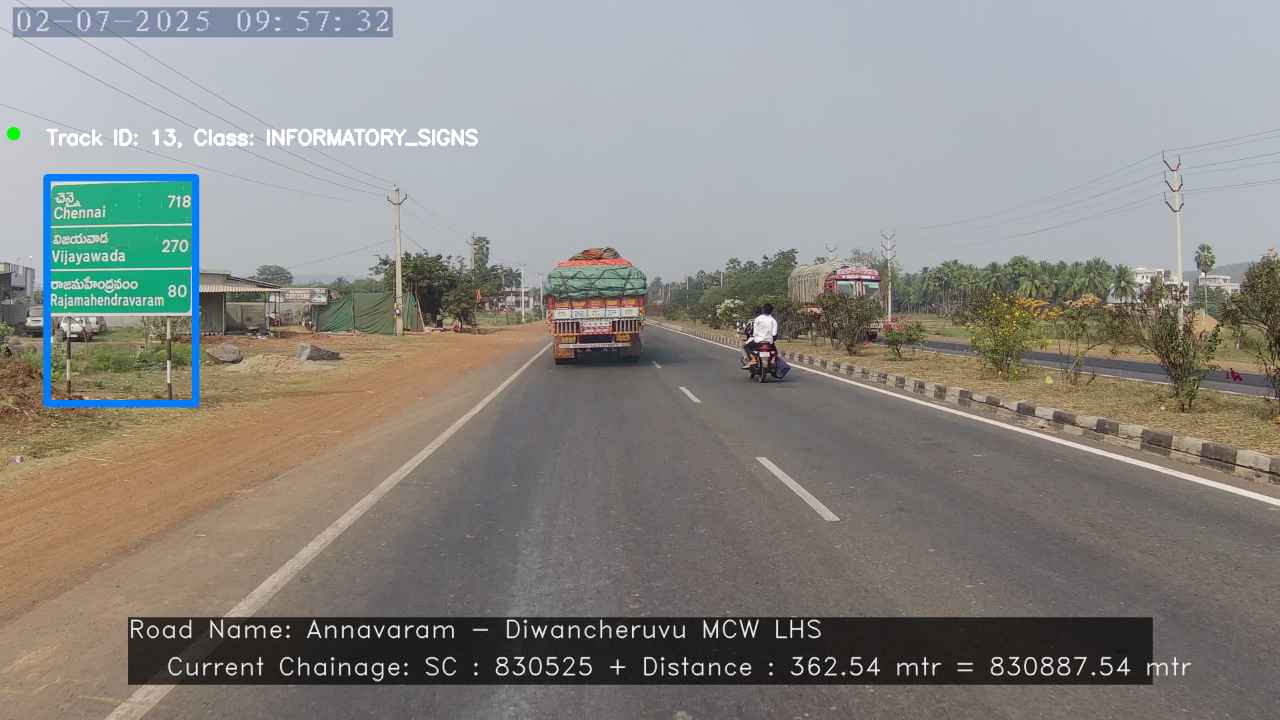 02-07-2025 09:57:32
Track ID: 13, Class: INFORMATORY_SIGNS
చెన్నై
Chennai 718
విజయవాడ
Vijayawada 270
రాజమహేంద్రవరం
Rajamahendravaram 80
Road Name: Annavaram - Diwancheruvu MCW LHS
Current Chainage: SC : 830525 + Distance : 362.54 mtr = 830887.54 mtr